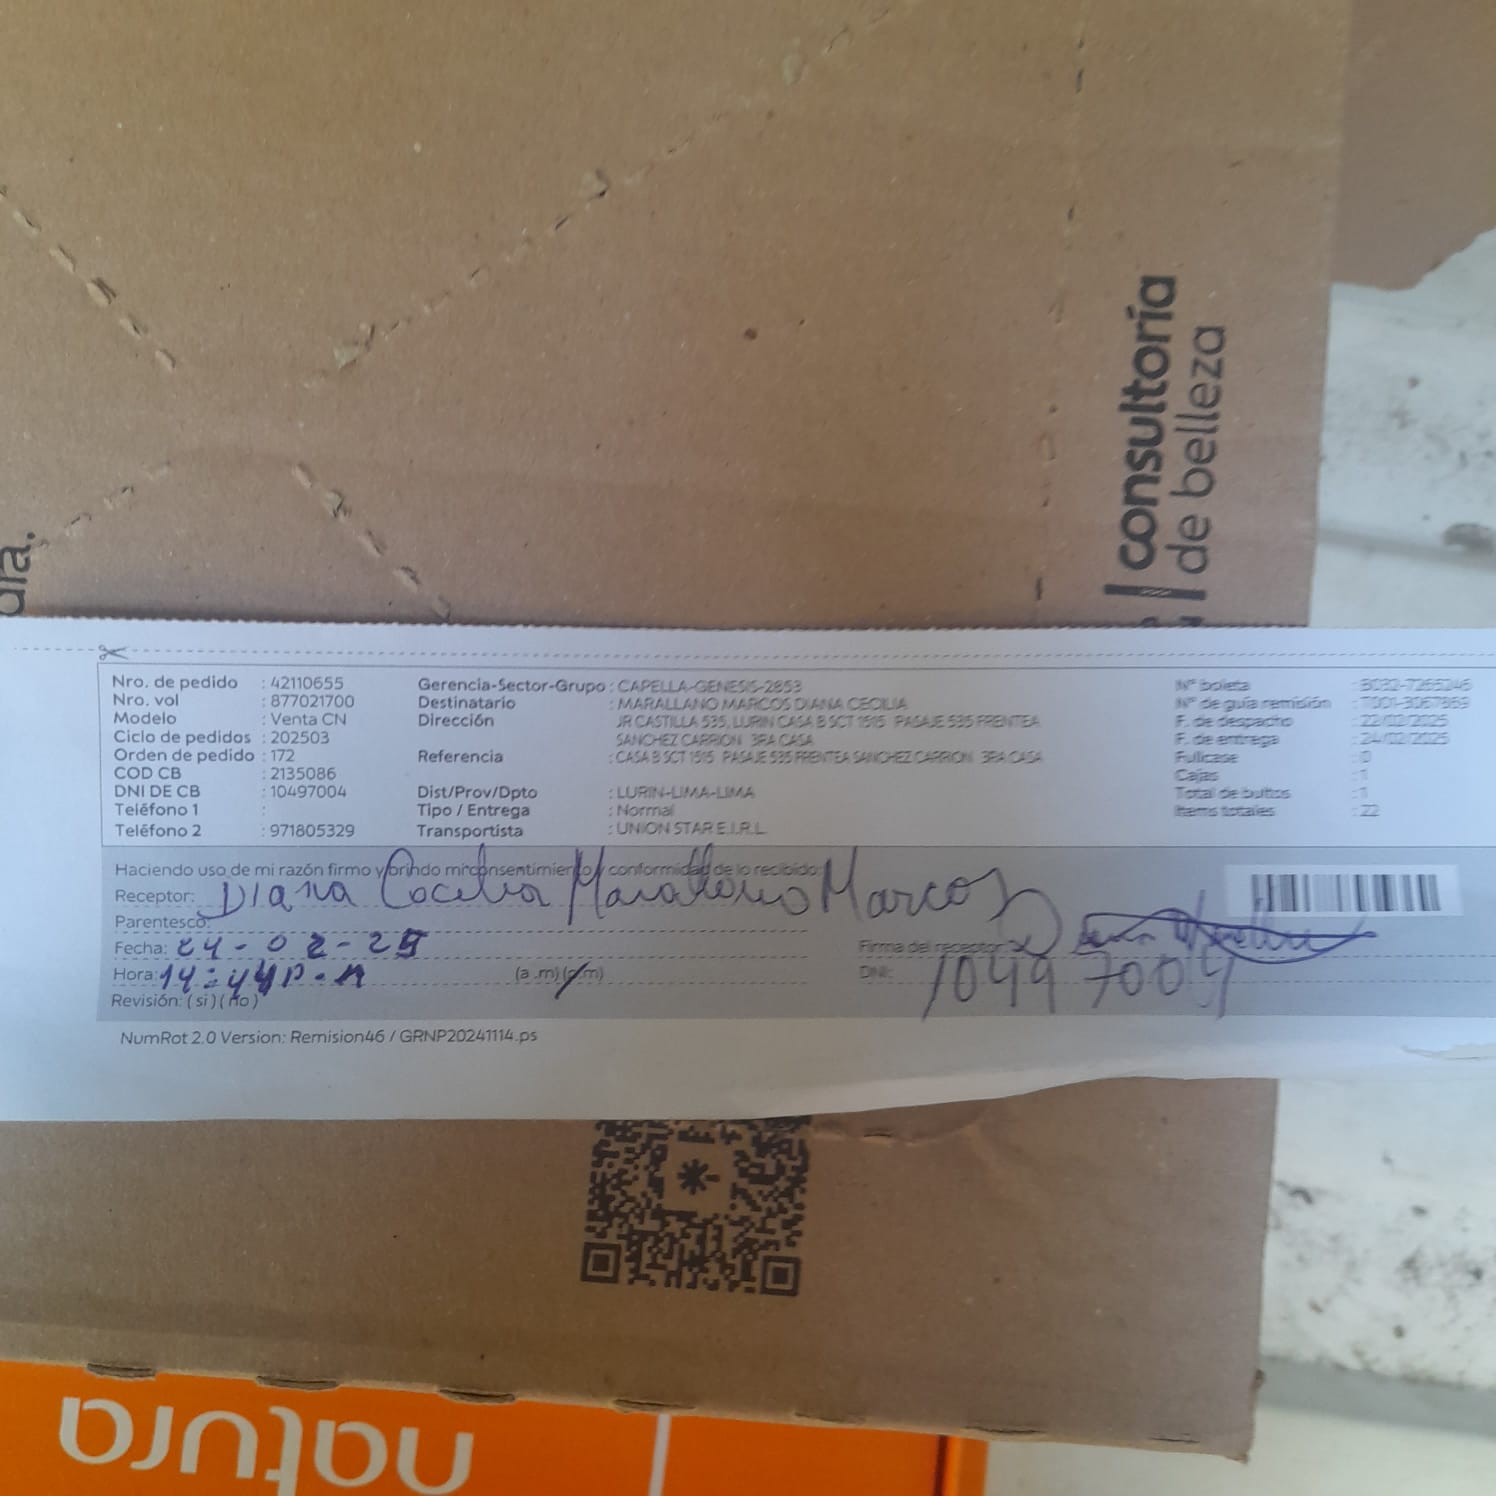 consultoría
de belleza
dia.
Nro. de pedido : 42110655
Nro. vol : 877021700
Modelo : Venta CN
Ciclo de pedidos : 202503
Orden de pedido : 172
COD CB : 2135086
DNI DE CB : 10497004
Teléfono 1 :
Teléfono 2 : 971805329
Gerencia-Sector-Grupo : CAPELLA-GENESIS-2853
Destinatario : MARALLANO MARCOS DIANA CECILIA
Dirección : JR CASTILLA 535, LURIN CASA B SCT 1515 PASAJE 535 FRENTEA
SANCHEZ CARRION 3RA CASA
Referencia : CASA B SCT 1515 PASAJE 535 FRENTEA SANCHEZ CARRION 3RA CASA
Dist/Prov/Dpto : LURIN-LIMA-LIMA
Tipo / Entrega : Normal
Transportista : UNION STAR E.I.R.L
N° boleta : BC32-7265246
N° de guía remisión : T001-3067869
F. de despacho : 22/02/2025
F. de entrega : 24/02/2025
Fullcase : 0
Cajas : 1
Total de bultos : 1
Items totales : 22
Haciendo uso de mi razón firmo y brindo mi consentimiento y conformidad de lo recibido:
Receptor: Diana Cecilia Marallano Marcos
Parentesco:
Fecha: 24-02-25
Hora: 14:44 P.M (a .m) (p.m)
Revisión: ( si ) ( no )
Firma del receptor:
DNI: 10497004
NumRot 2.0 Version: Remision46 / GRNP20241114.ps
natura